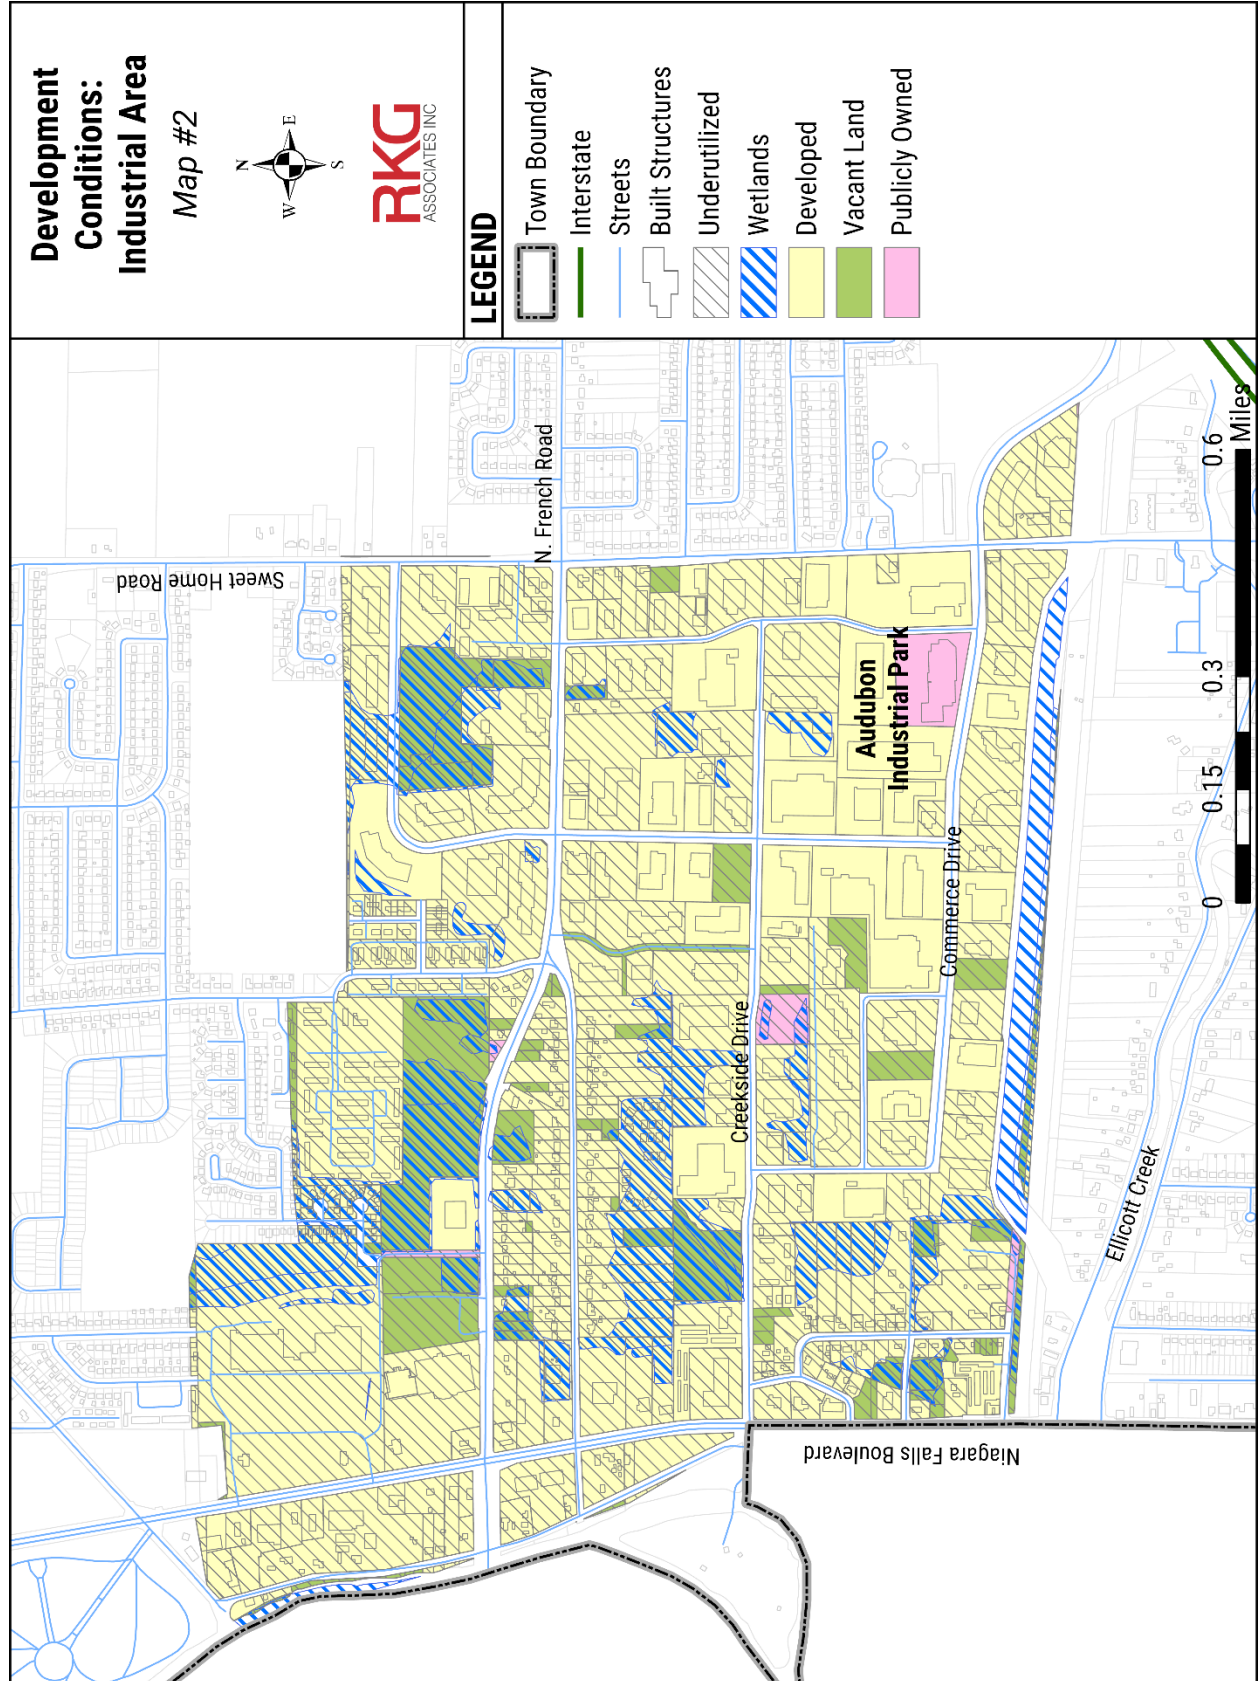 Development
Conditions:
Industrial Area
Map #2
N
W
E
S
RKG
ASSOCIATES INC
LEGEND
Town Boundary
Interstate
Streets
Built Structures
Underutilized
Wetlands
Developed
Vacant Land
Publicly Owned
Sweet Home Road
N. French Road
Audubon
Industrial Park
Commerce Drive
Creekside Drive
Ellicott Creek
Niagara Falls Boulevard
0
0.15
0.3
0.6
Miles